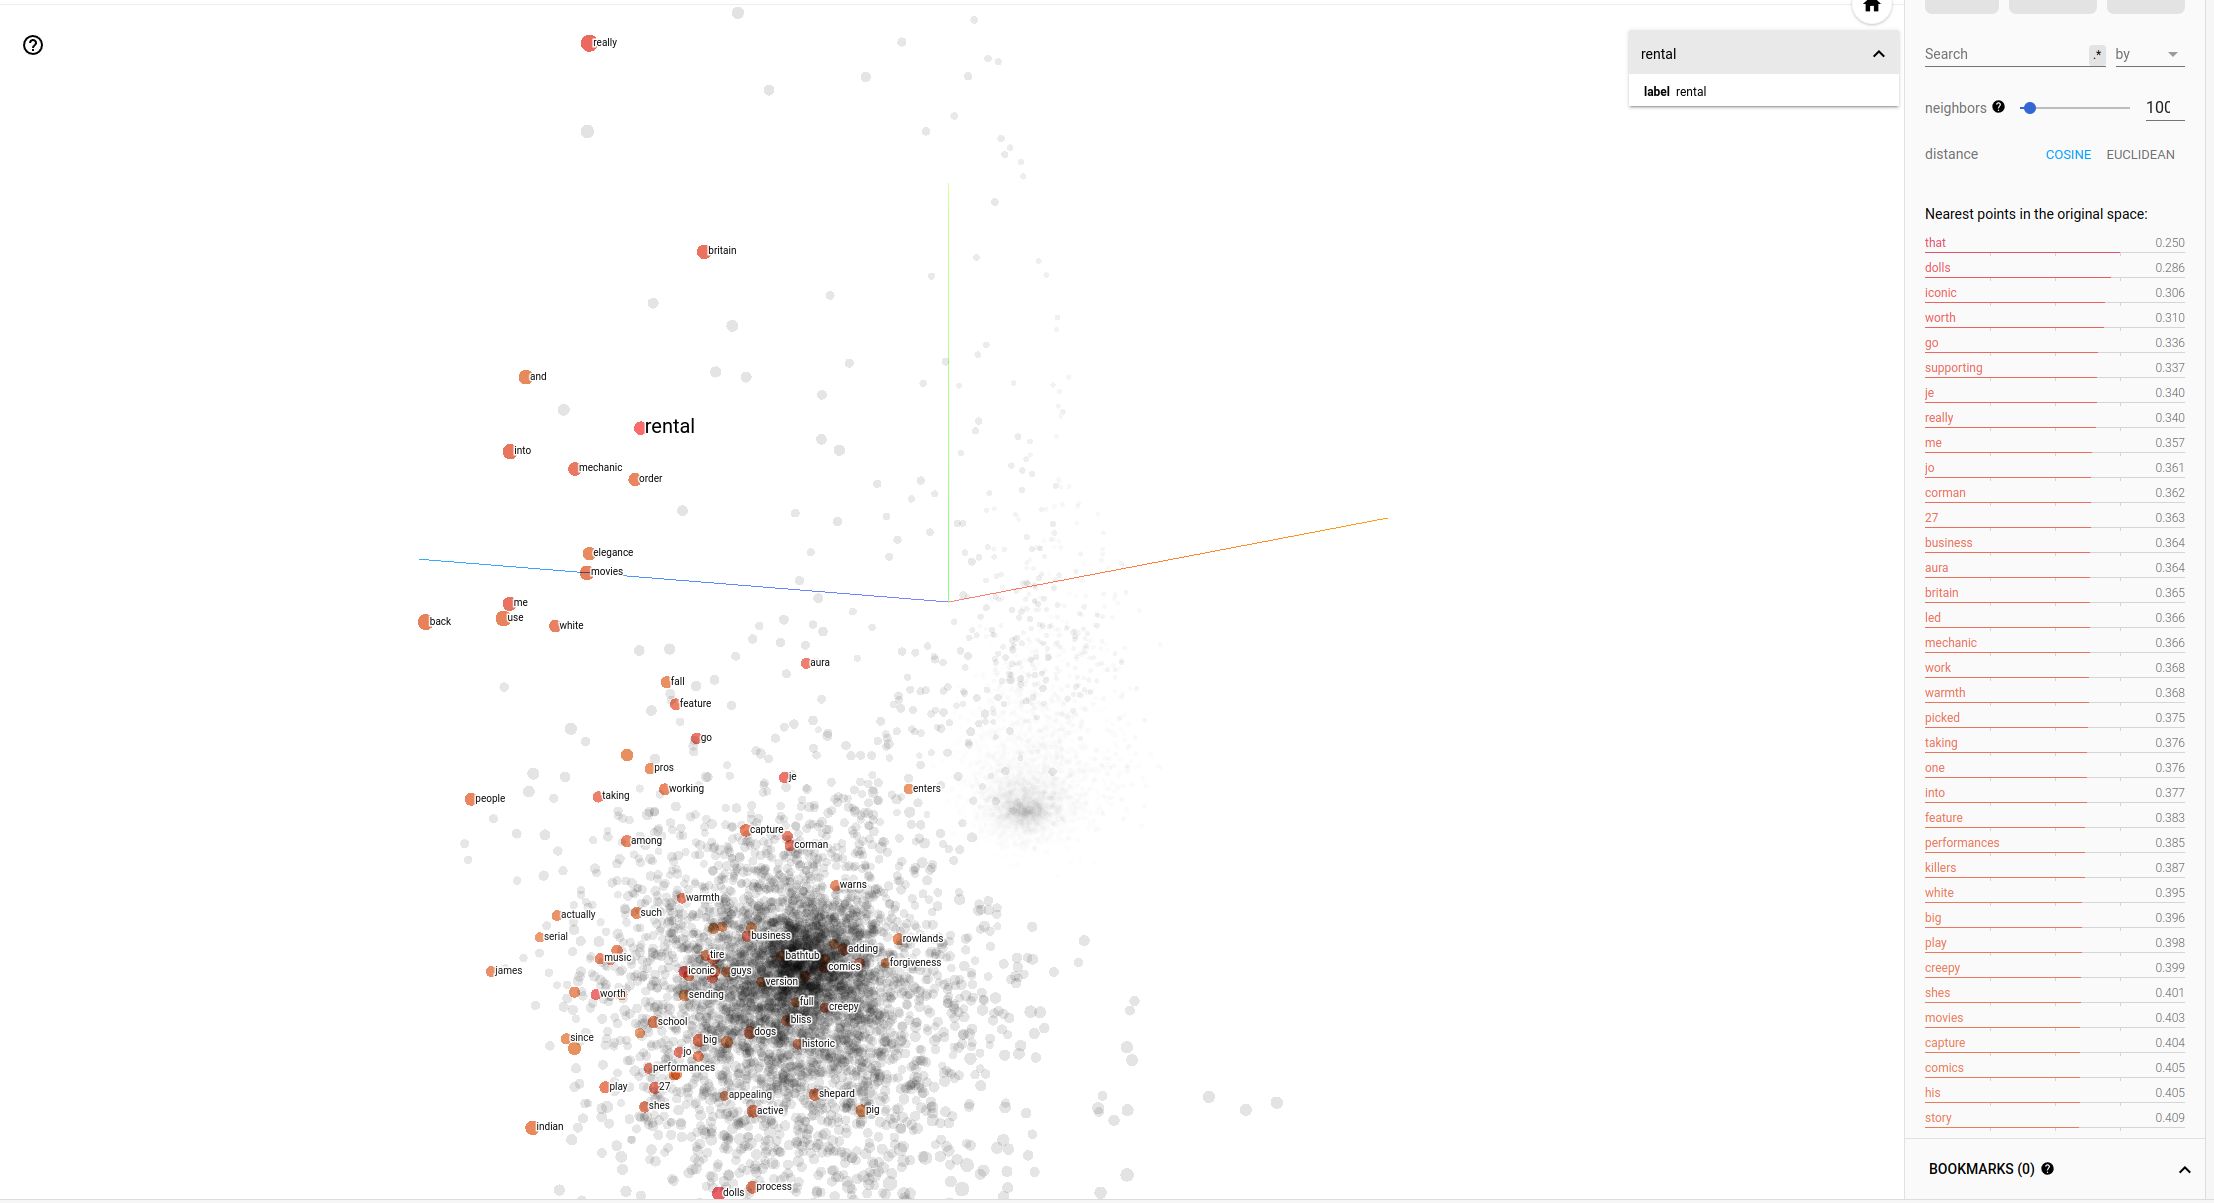 really
britain
and
rental
into
mechanic
order
elegance
movies
me
use
back
white
aura
fall
feature
go
pros
je
working
enters
taking
people
capture
among
corman
warns
warmth
such
actually
business
serial
rowlands
adding
tire
bathtub
music
comics
forgiveness
iconic
guys
james
version
worth
sending
full
creepy
bliss
school
dogs
since
big
historic
jo
performances
play
27
appealing
shepard
shes
active
pig
indian
process
dolls
rental
label rental
Search .* by
neighbors 100
distance COSINE EUCLIDEAN
Nearest points in the original space:
that 0.250
dolls 0.286
iconic 0.306
worth 0.310
go 0.336
supporting 0.337
je 0.340
really 0.340
me 0.357
jo 0.361
corman 0.362
27 0.363
business 0.364
aura 0.364
britain 0.365
led 0.366
mechanic 0.366
work 0.368
warmth 0.368
picked 0.375
taking 0.376
one 0.376
into 0.377
feature 0.383
performances 0.385
killers 0.387
white 0.395
big 0.396
play 0.398
creepy 0.399
shes 0.401
movies 0.403
capture 0.404
comics 0.405
his 0.405
story 0.409
BOOKMARKS (0)